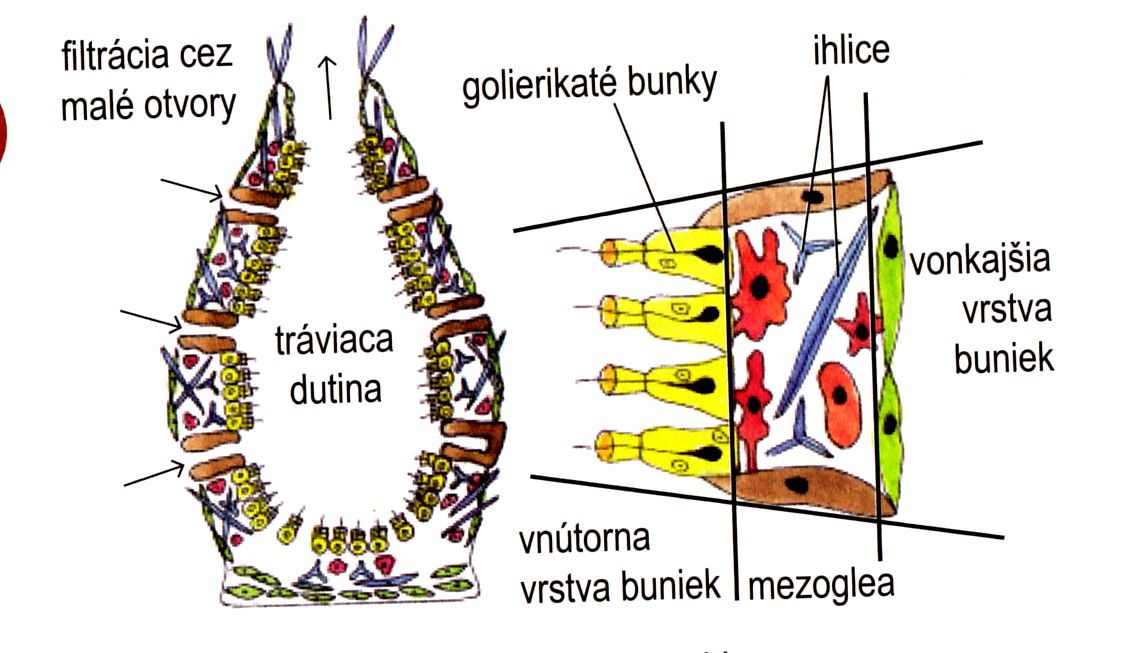 filtrácia cez
malé otvory
golierikaté bunky
ihlice
tráviaca
dutina
vonkajšia
vrstva
buniek
vnútorna
vrstva buniek
mezoglea